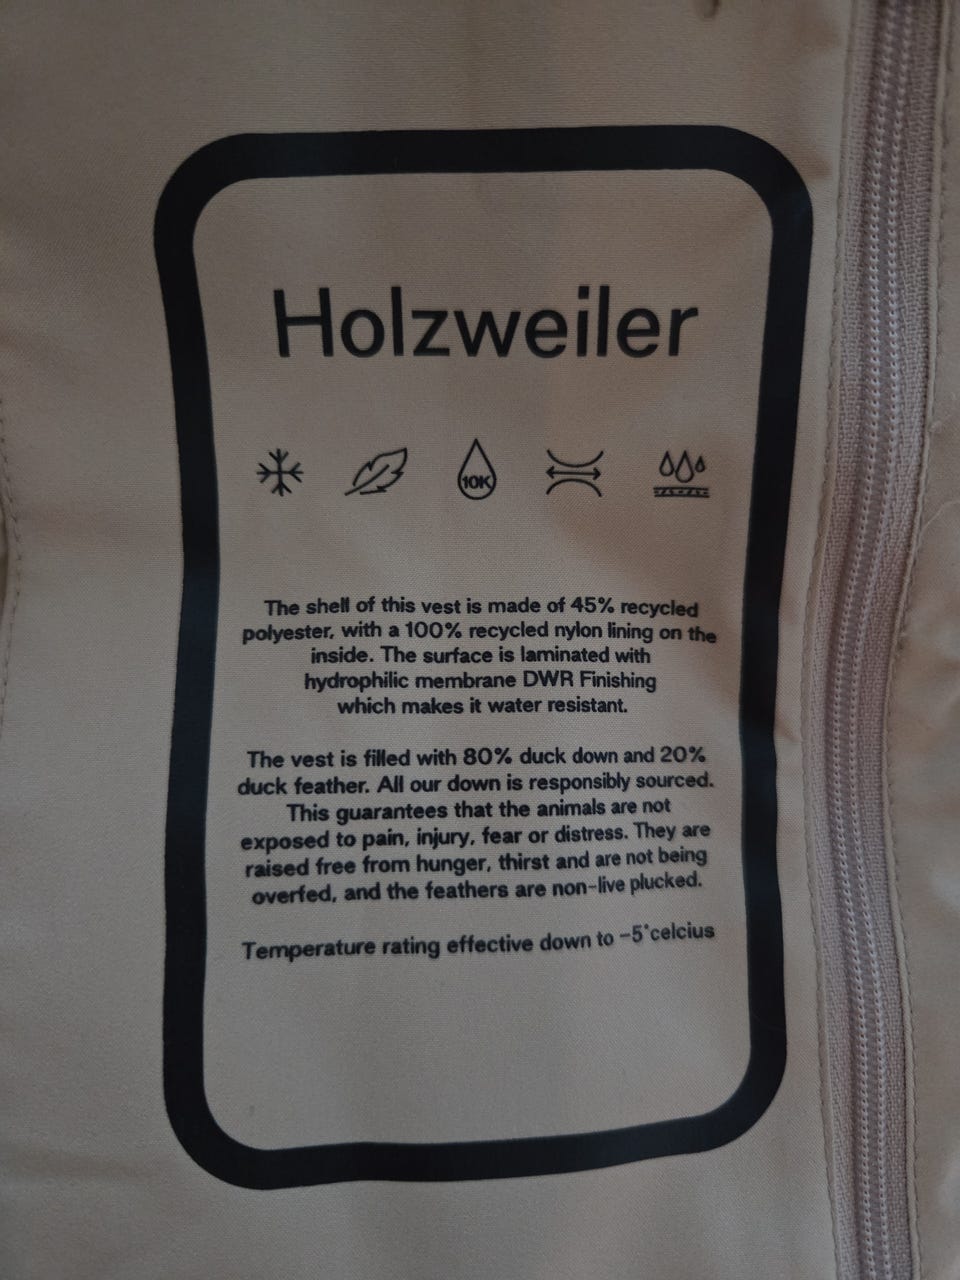 Holzweiler
10K
The shell of this vest is made of 45% recycled
polyester, with a 100% recycled nylon lining on the
inside. The surface is laminated with
hydrophilic membrane DWR Finishing
which makes it water resistant.
The vest is filled with 80% duck down and 20%
duck feather. All our down is responsibly sourced.
This guarantees that the animals are not
exposed to pain, injury, fear or distress. They are
raised free from hunger, thirst and are not being
overfed, and the feathers are non-live plucked.
Temperature rating effective down to -5°celcius